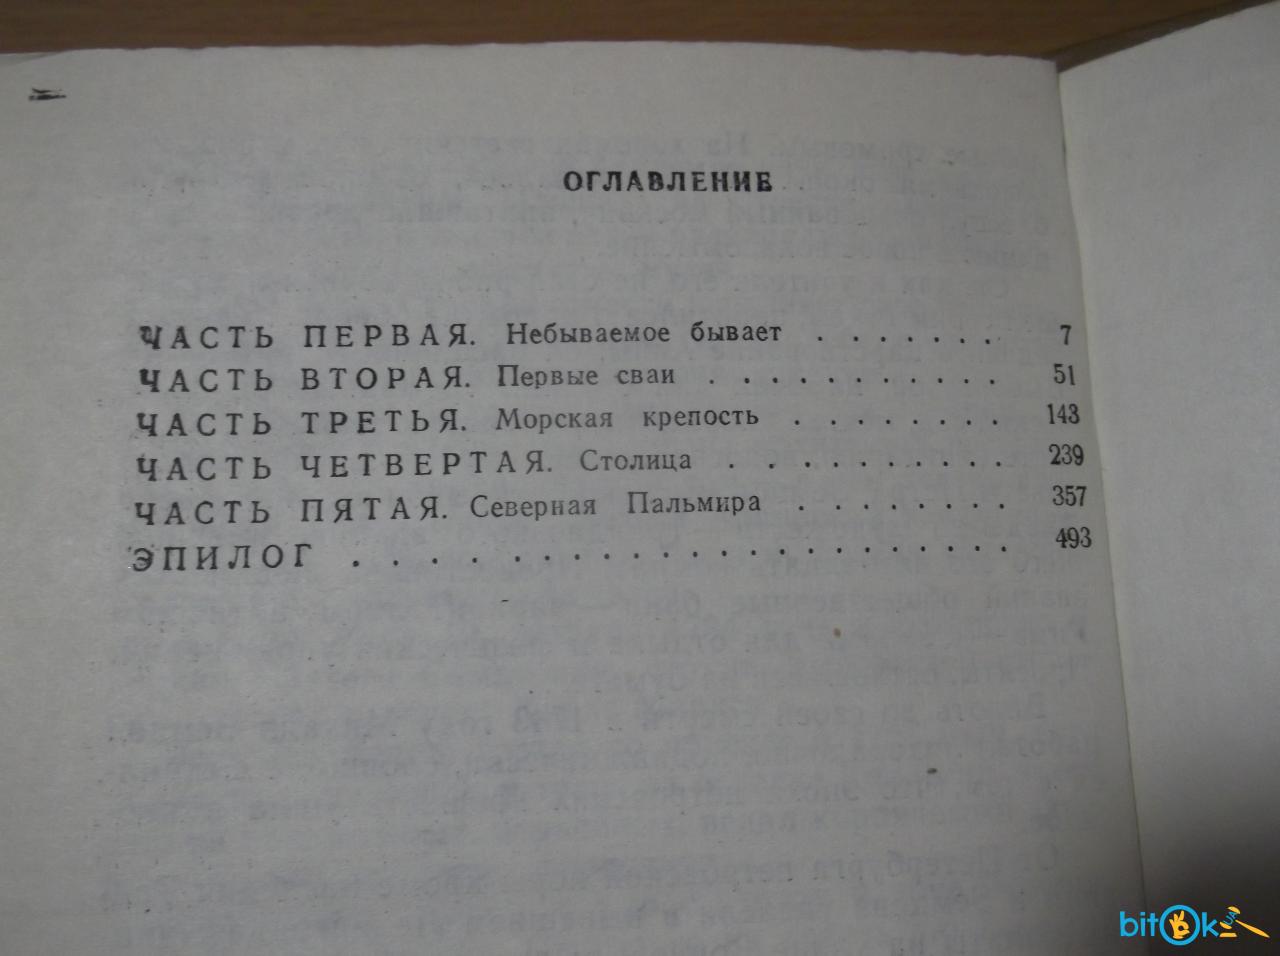 ОГЛАВЛЕНИЕ
ЧАСТЬ ПЕРВАЯ. Небываемое бывает . . . . . . . 7
ЧАСТЬ ВТОРАЯ. Первые сваи . . . . . . . . . . . 51
ЧАСТЬ ТРЕТЬЯ. Морская крепость . . . . . . . . 143
ЧАСТЬ ЧЕТВЕРТАЯ. Столица . . . . . . . . . . 239
ЧАСТЬ ПЯТАЯ. Северная Пальмира . . . . . . . . 357
ЭПИЛОГ . . . . . . . . . . . . . . . . . 493
bitOk UA